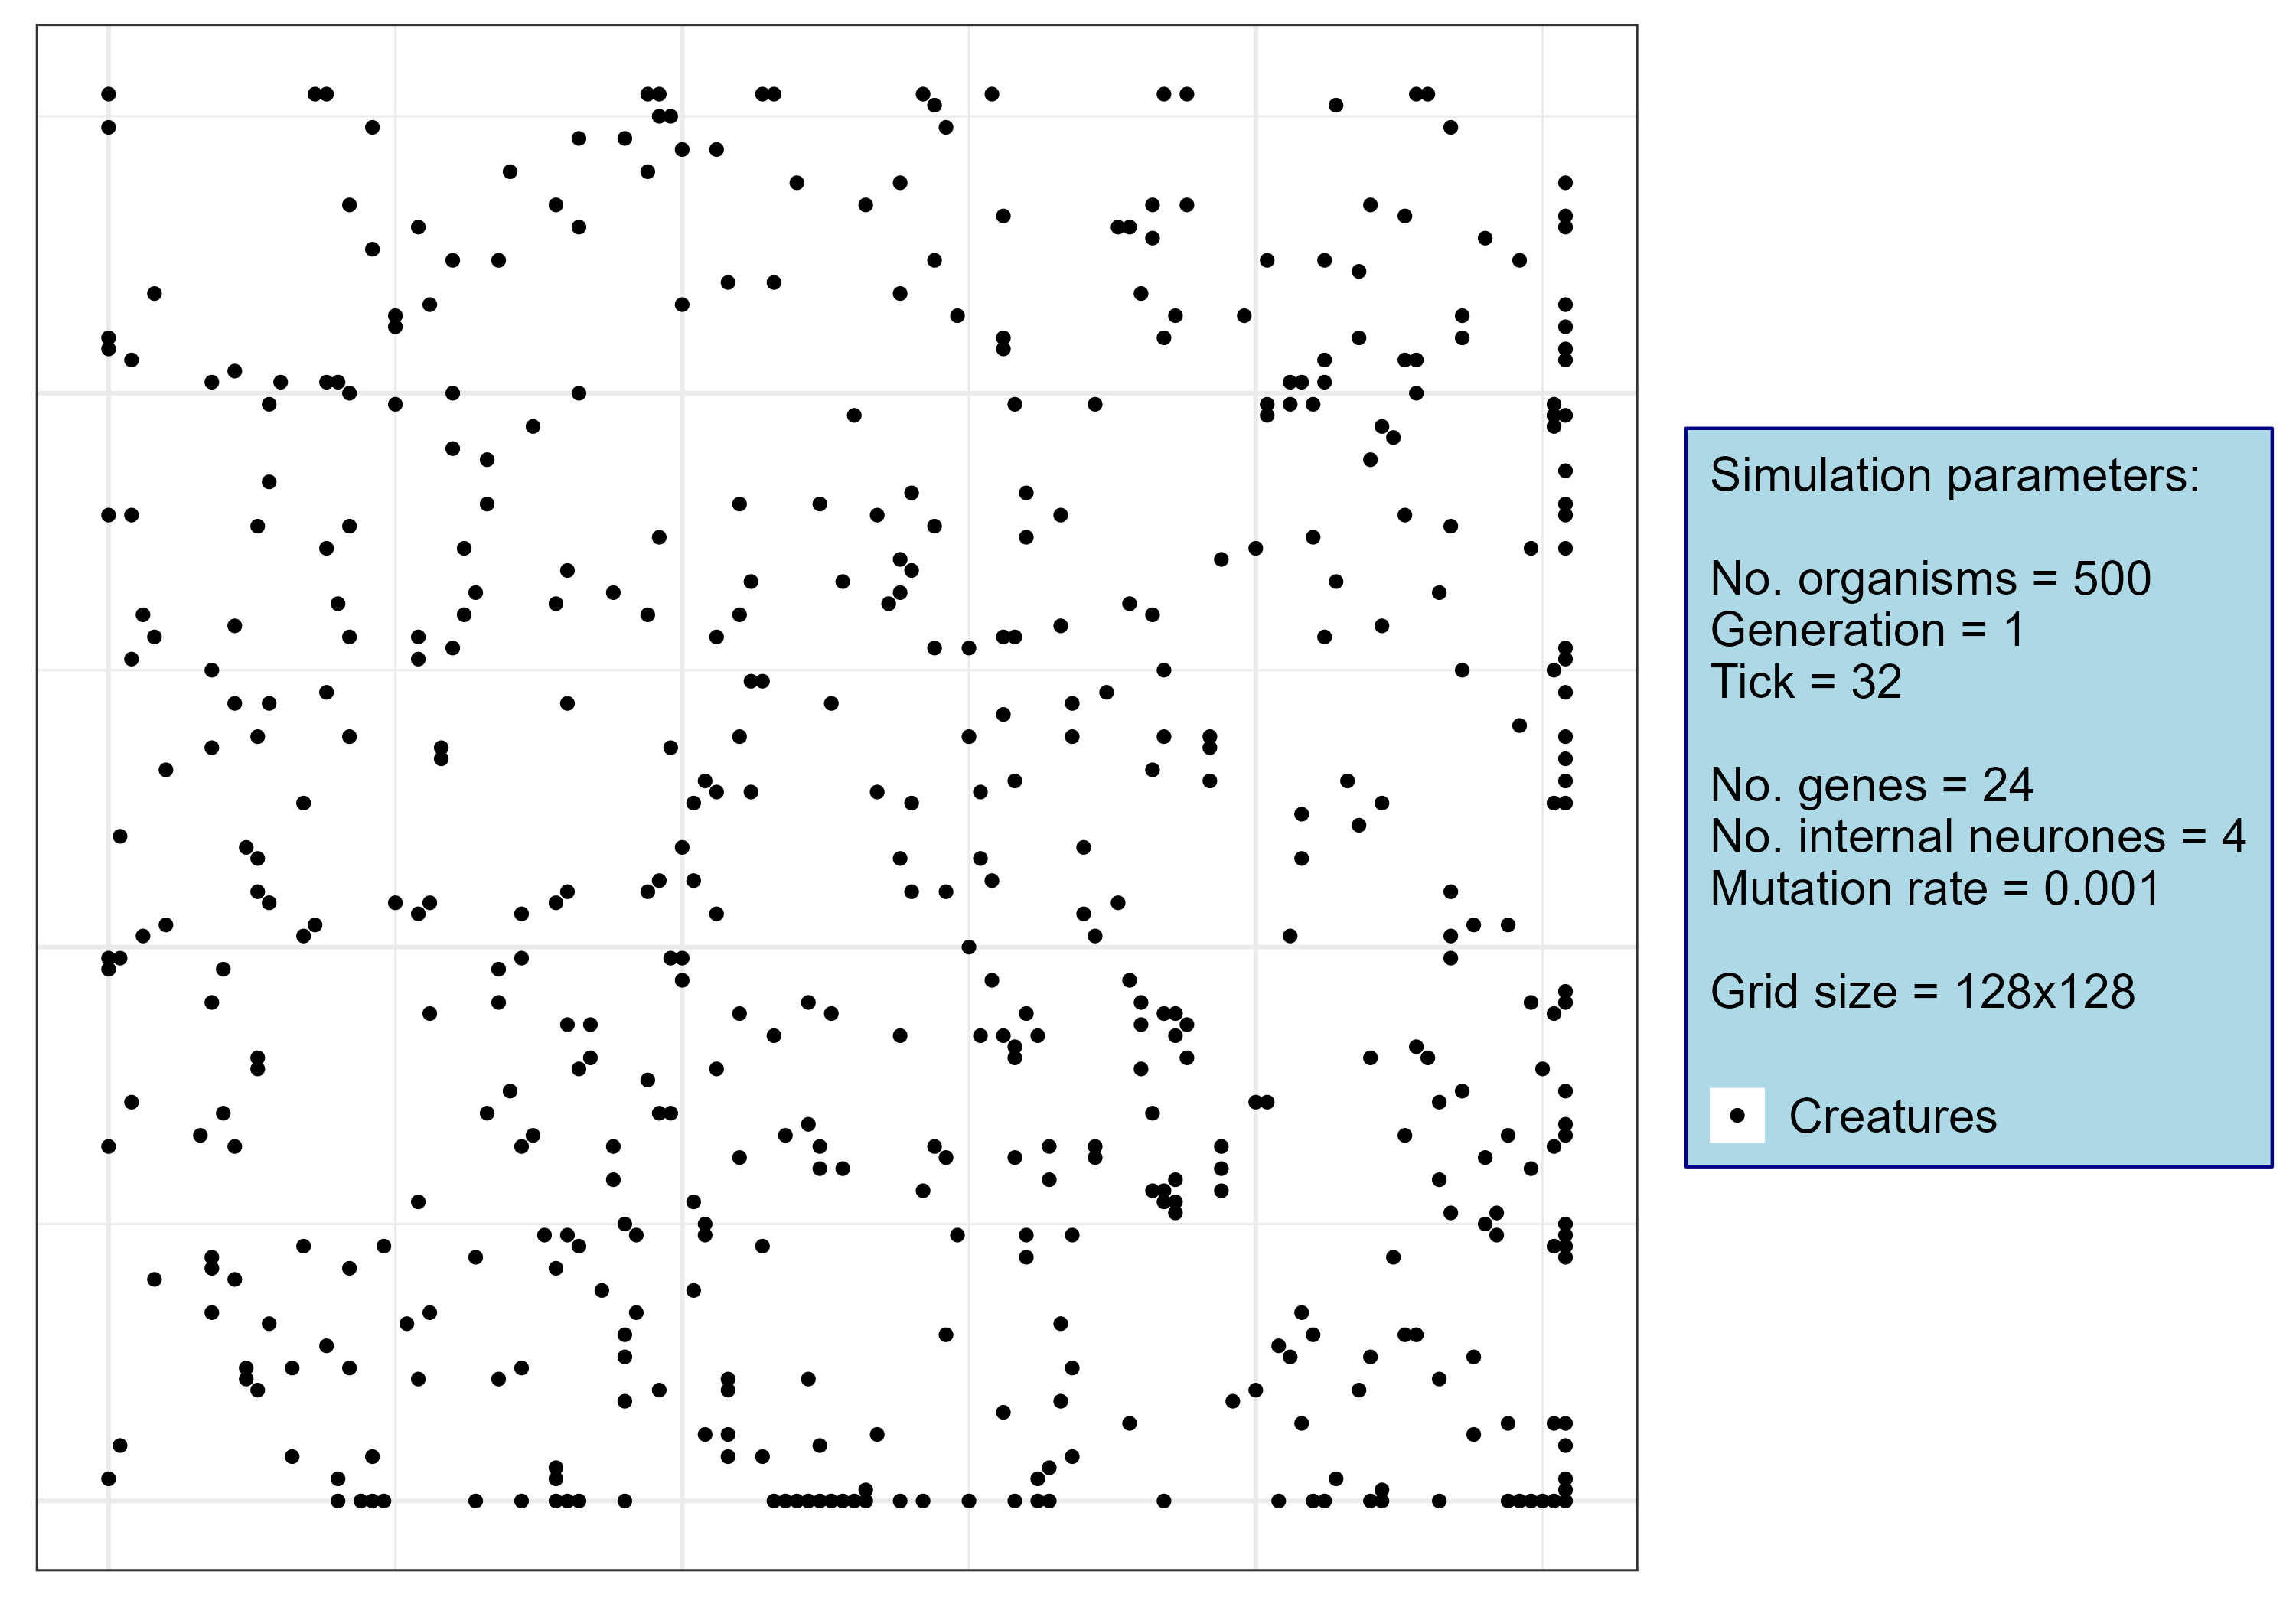 Simulation parameters:
No. organisms = 500
Generation = 1
Tick = 32
No. genes = 24
No. internal neurones = 4
Mutation rate = 0.001
Grid size = 128x128
Creatures